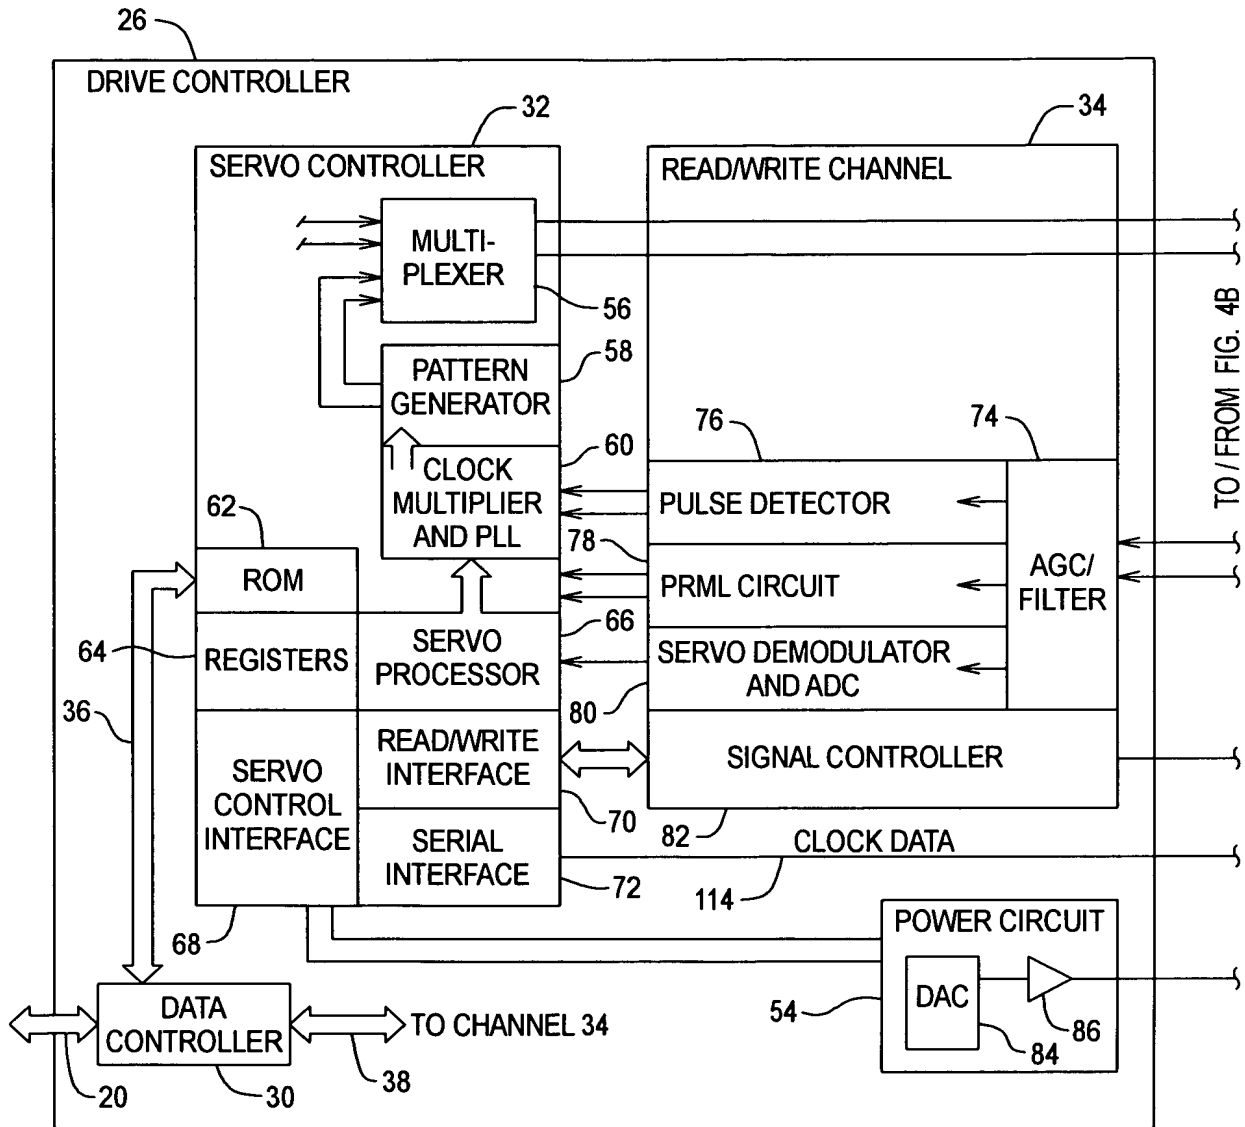 26
DRIVE CONTROLLER
32
34
SERVO CONTROLLER
READ/WRITE CHANNEL
MULTI-
PLEXER
56
58
PATTERN
GENERATOR
TO / FROM FIG. 4B
76
74
60
CLOCK
MULTIPLIER
AND PLL
PULSE DETECTOR
62
78
ROM
PRML CIRCUIT
AGC/
FILTER
66
64
REGISTERS
SERVO
PROCESSOR
SERVO DEMODULATOR
AND ADC
36
80
READ/WRITE
INTERFACE
SIGNAL CONTROLLER
SERVO
CONTROL
INTERFACE
70
82
CLOCK DATA
SERIAL
INTERFACE
72
114
68
POWER CIRCUIT
DAC
54
86
84
DATA
CONTROLLER
TO CHANNEL 34
20
30
38